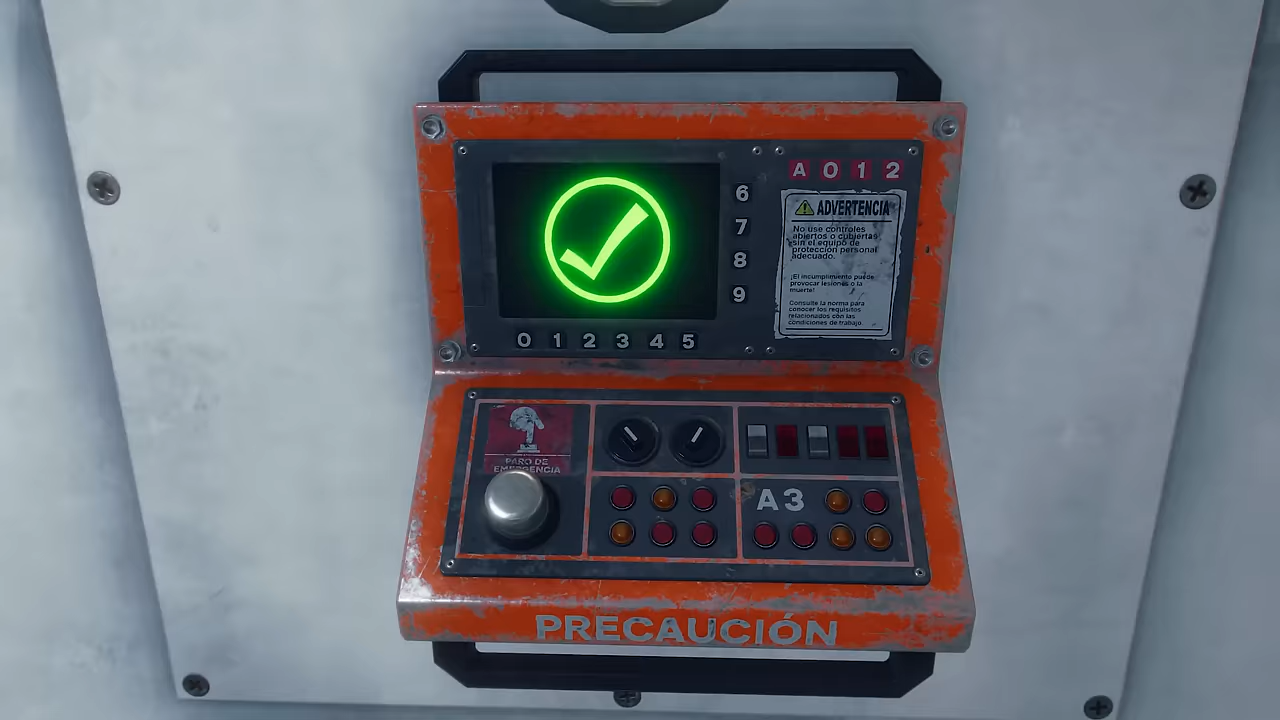 A 0 1 2
6
7
8
9
ADVERTENCIA
No use controles
abiertos o cubiertas
sin el equipo de
protección personal
adecuado.
¡El incumplimiento puede
provocar lesiones o la
muerte!
Consulte la norma para
conocer los requisitos
relacionados con las
condiciones de trabajo.
0 1 2 3 4 5
PARO DE
EMERGENCIA
A3
PRECAUCIÓN